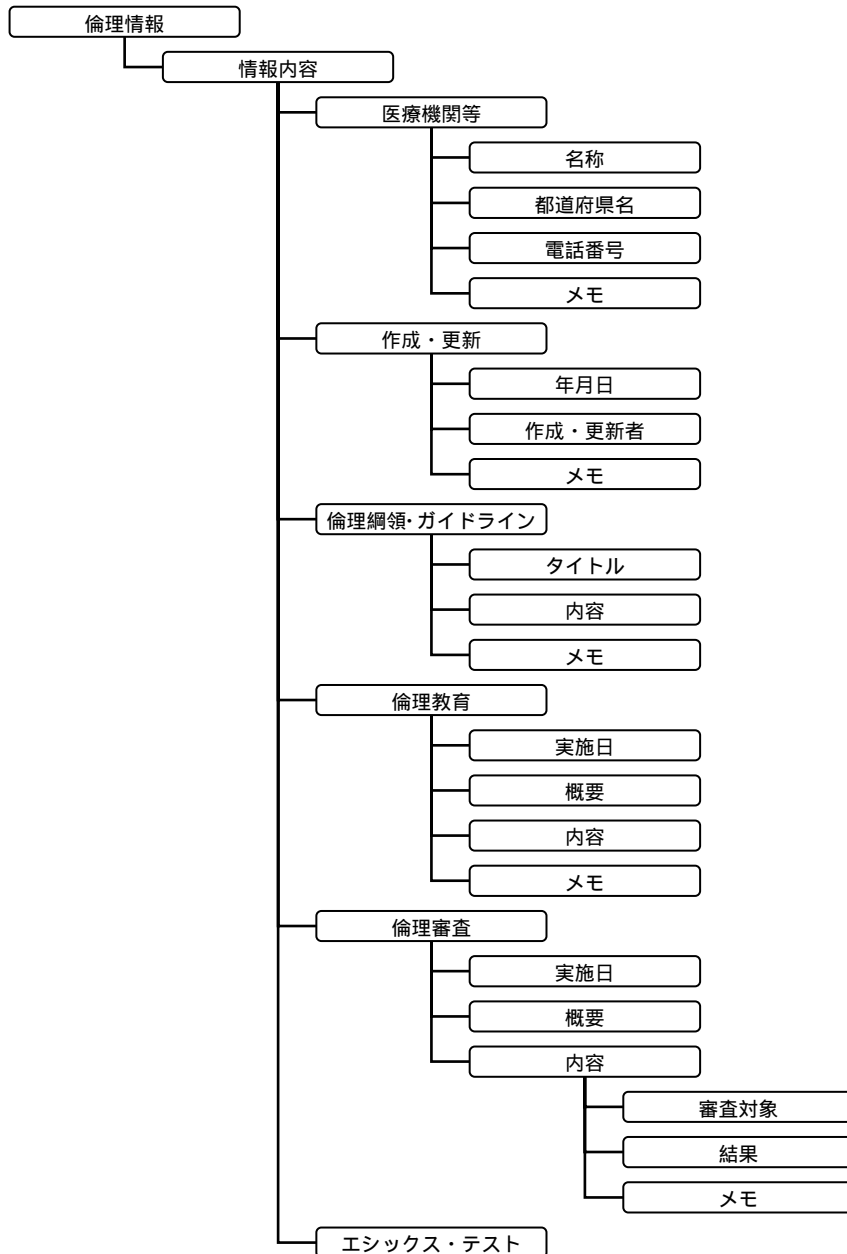 倫理情報
情報内容
医療機関等
名称
都道府県名
電話番号
メモ
作成・更新
年月日
作成・更新者
メモ
倫理綱領・ガイドライン
タイトル
内容
メモ
倫理教育
実施日
概要
内容
メモ
倫理審査
実施日
概要
内容
審査対象
結果
メモ
エシックス・テスト